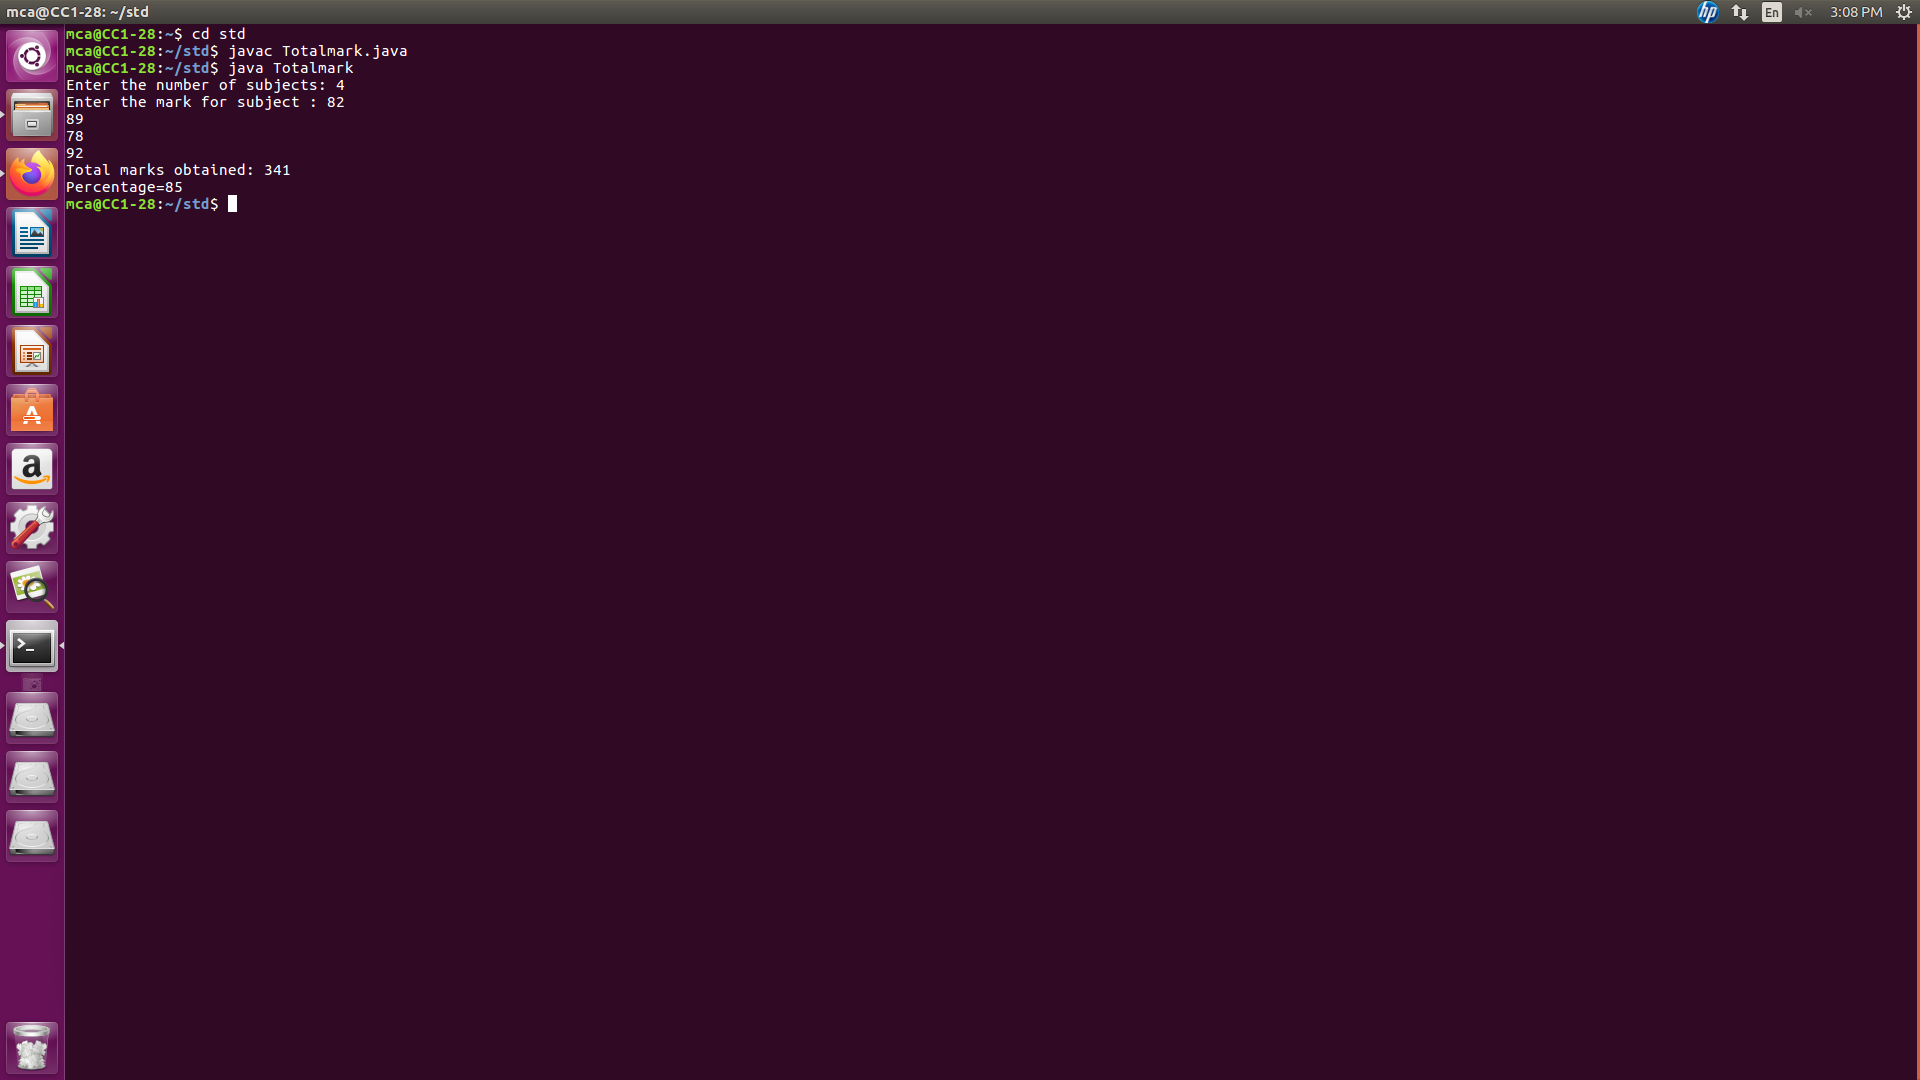 mca@CC1-28: ~/std
hp
En
3:08 PM
mca@CC1-28:~$ cd std
mca@CC1-28:~/std$ javac Totalmark.java
mca@CC1-28:~/std$ java Totalmark
Enter the number of subjects: 4
Enter the mark for subject : 82
89
78
92
Total marks obtained: 341
Percentage=85
mca@CC1-28:~/std$
A
a
>_